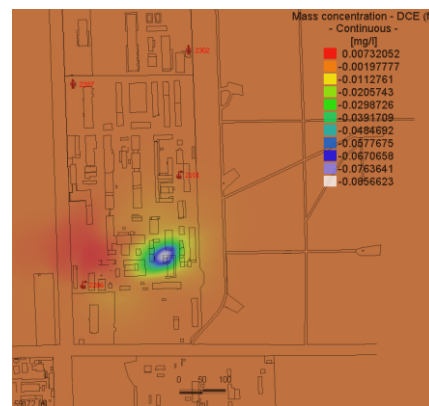 Mass concentration - DCE (f
- Continuous -
[mg/l]
0.00732052
-0.00197777
-0.0112761
-0.0205743
-0.0298726
-0.0391709
-0.0484692
-0.0577675
-0.0670658
-0.0763641
-0.0856623
2302
0 50 100
[m]